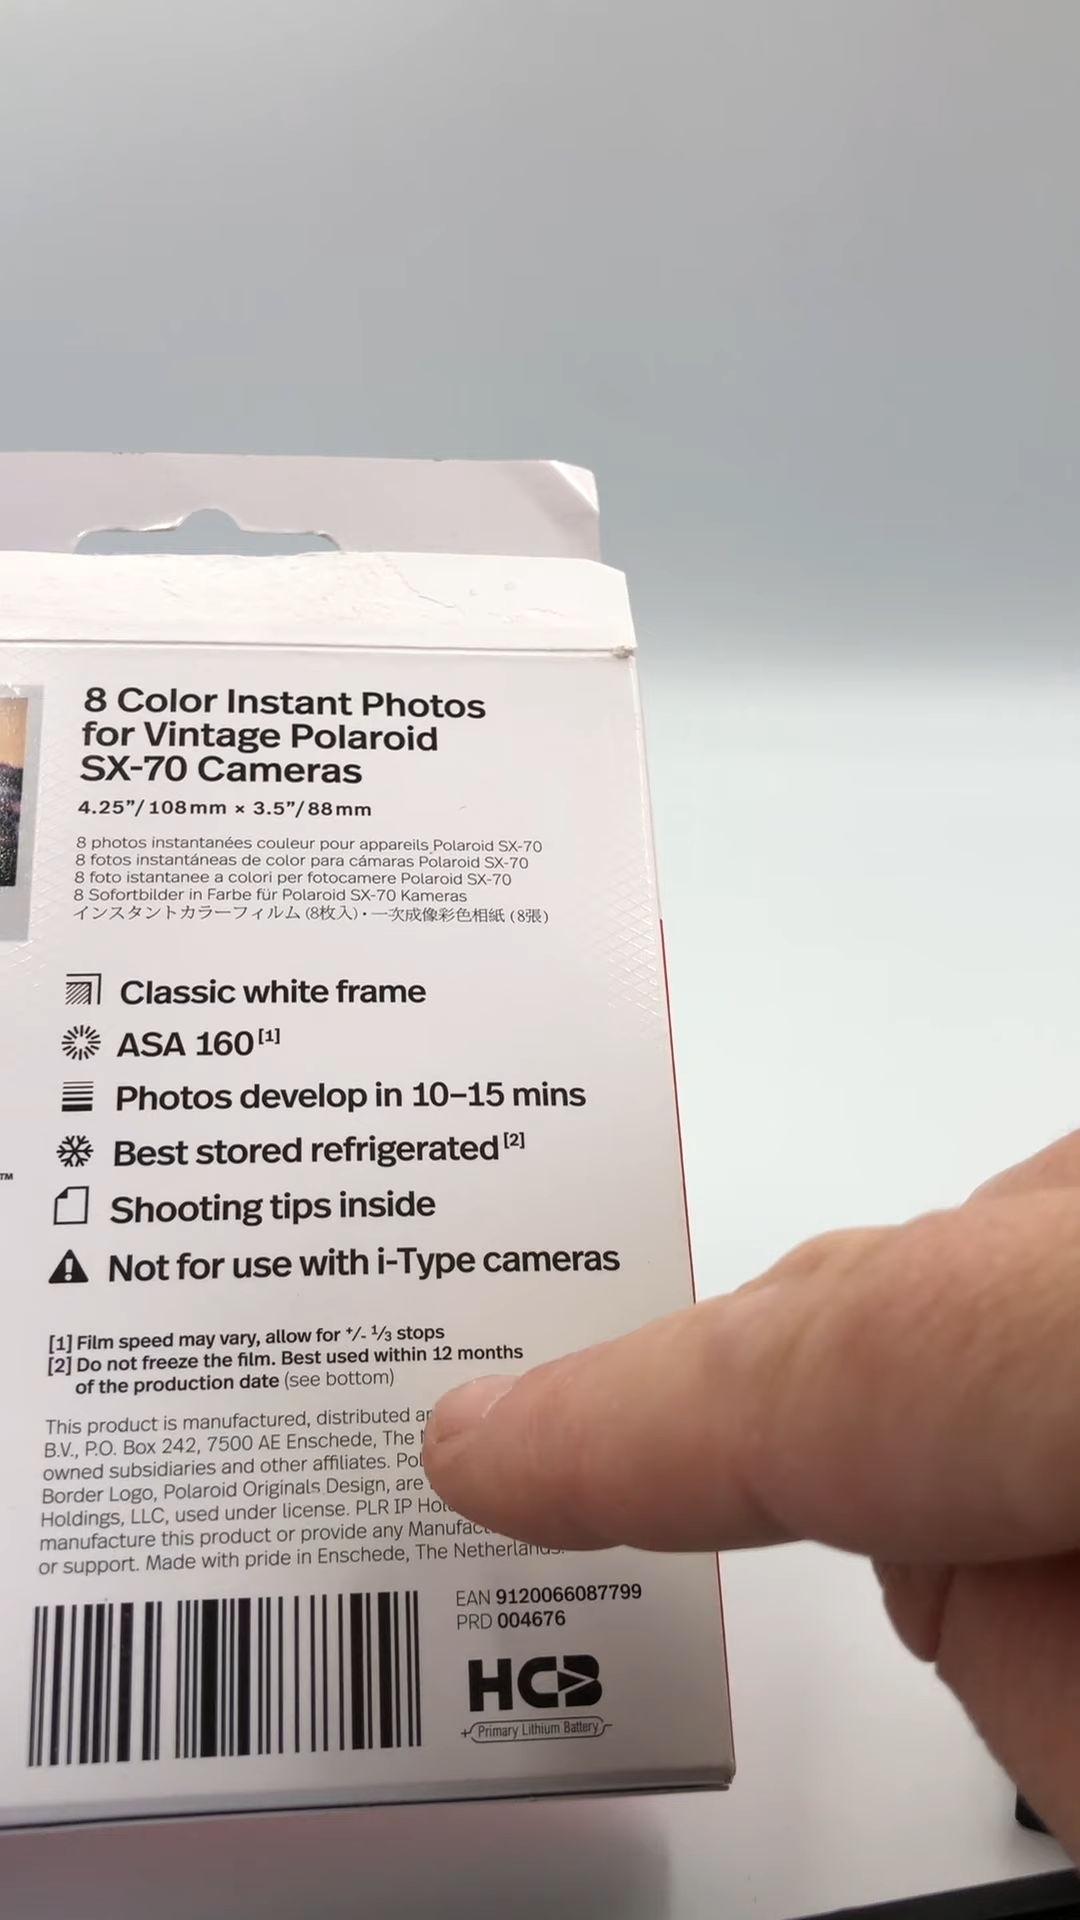 8 Color Instant Photos
for Vintage Polaroid
SX-70 Cameras
4.25”/108mm × 3.5”/88mm
8 photos instantanées couleur pour appareils Polaroid SX-70
8 fotos instantáneas de color para cámaras Polaroid SX-70
8 foto istantanee a colori per fotocamere Polaroid SX-70
8 Sofortbilder in Farbe für Polaroid SX-70 Kameras
インスタントカラーフィルム (8枚入)・一次成像彩色相紙 (8張)
Classic white frame
ASA 160[1]
Photos develop in 10–15 mins
Best stored refrigerated[2]
TM
Shooting tips inside
Not for use with i-Type cameras
[1] Film speed may vary, allow for +/- 1/3 stops
[2] Do not freeze the film. Best used within 12 months
of the production date (see bottom)
This product is manufactured, distributed
B.V., P.O. Box 242, 7500 AE Enschede, The
owned subsidiaries and other affiliates.
Border Logo, Polaroid Originals Design, are
Holdings, LLC, used under license. PLR IP
manufacture this product or provide any
or support. Made with pride in Enschede, The Netherlands.
EAN 9120066087799
PRD 004676
HCB
+ Primary Lithium Battery -